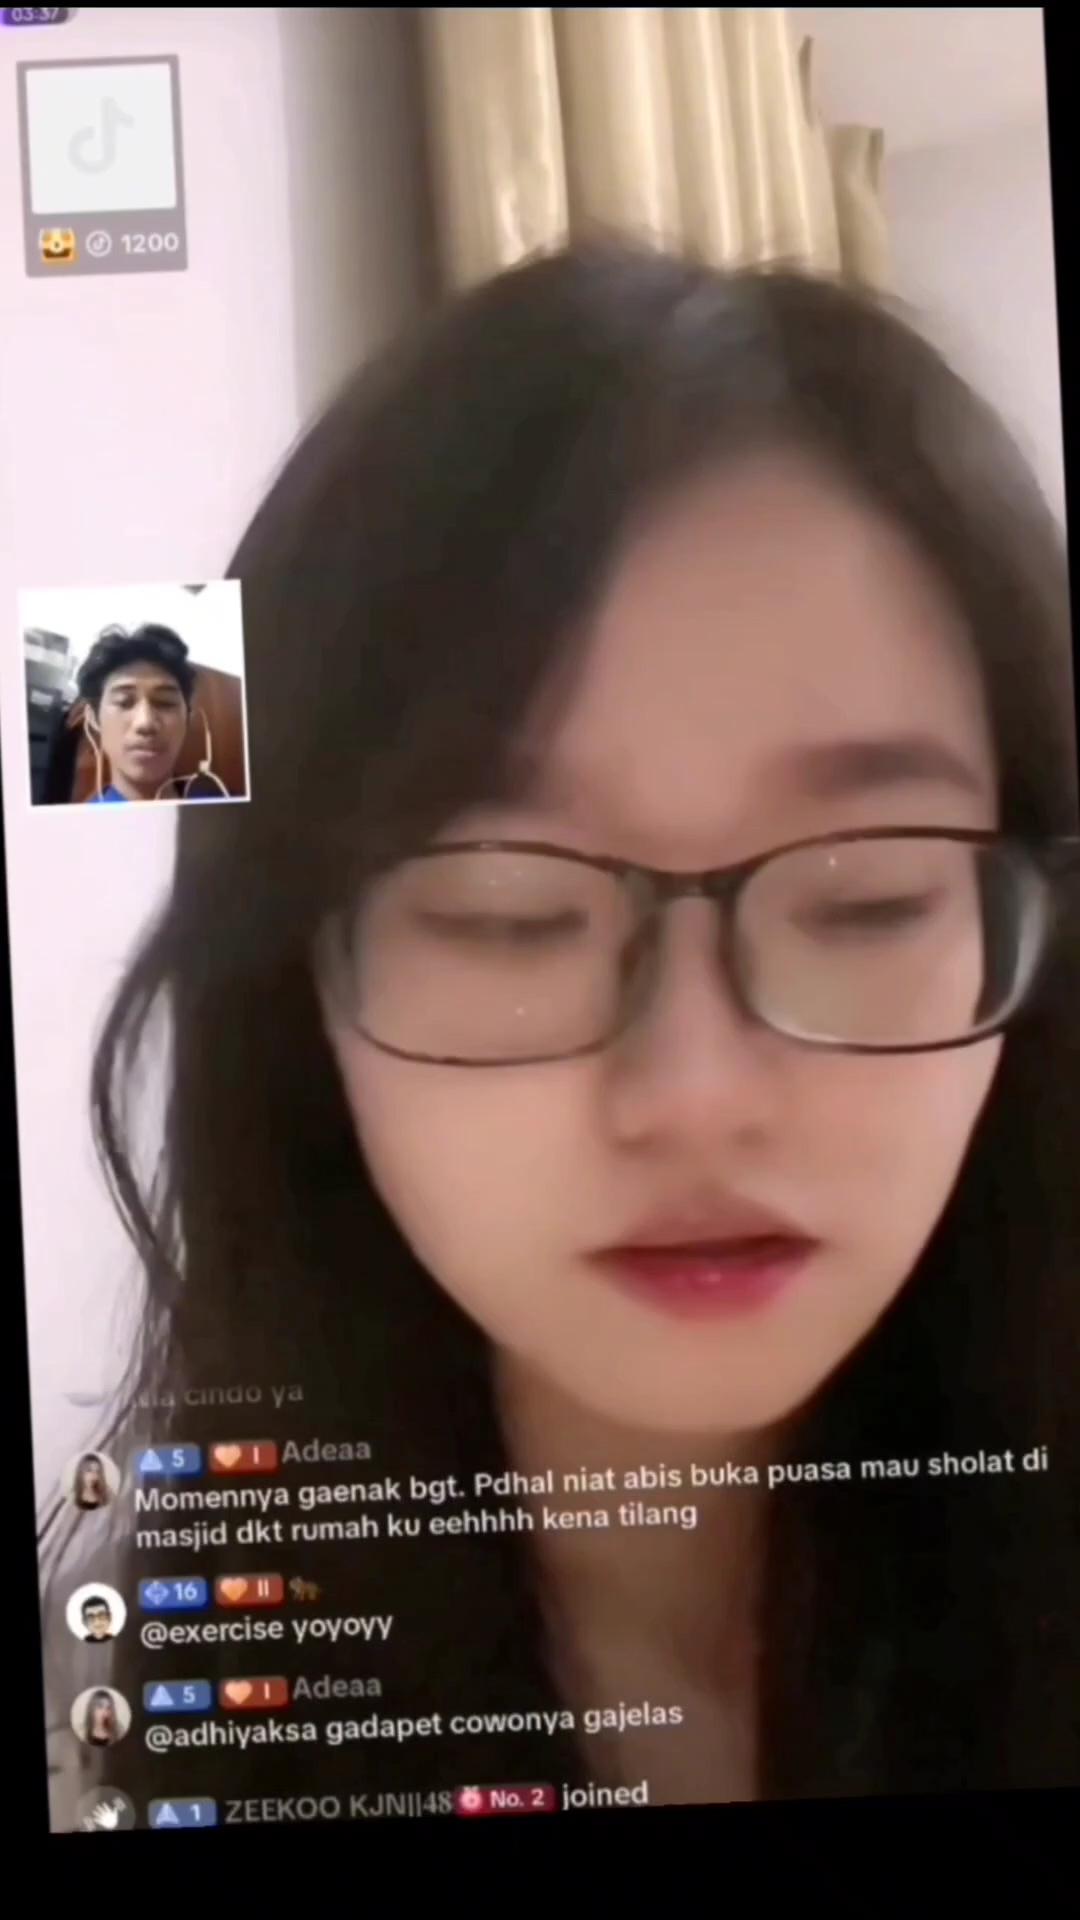 03:37
1200
cindo ya
5 I Adeaa
Momennya gaenak bgt. Pdhal niat abis buka puasa mau sholat di
masjid dkt rumah ku eehhhh kena tilang
16 II
@exercise yoyoyy
5 I Adeaa
@adhiyaksa gadapet cowonya gajelas
1 ZEEKOO KJN||48 No. 2 joined